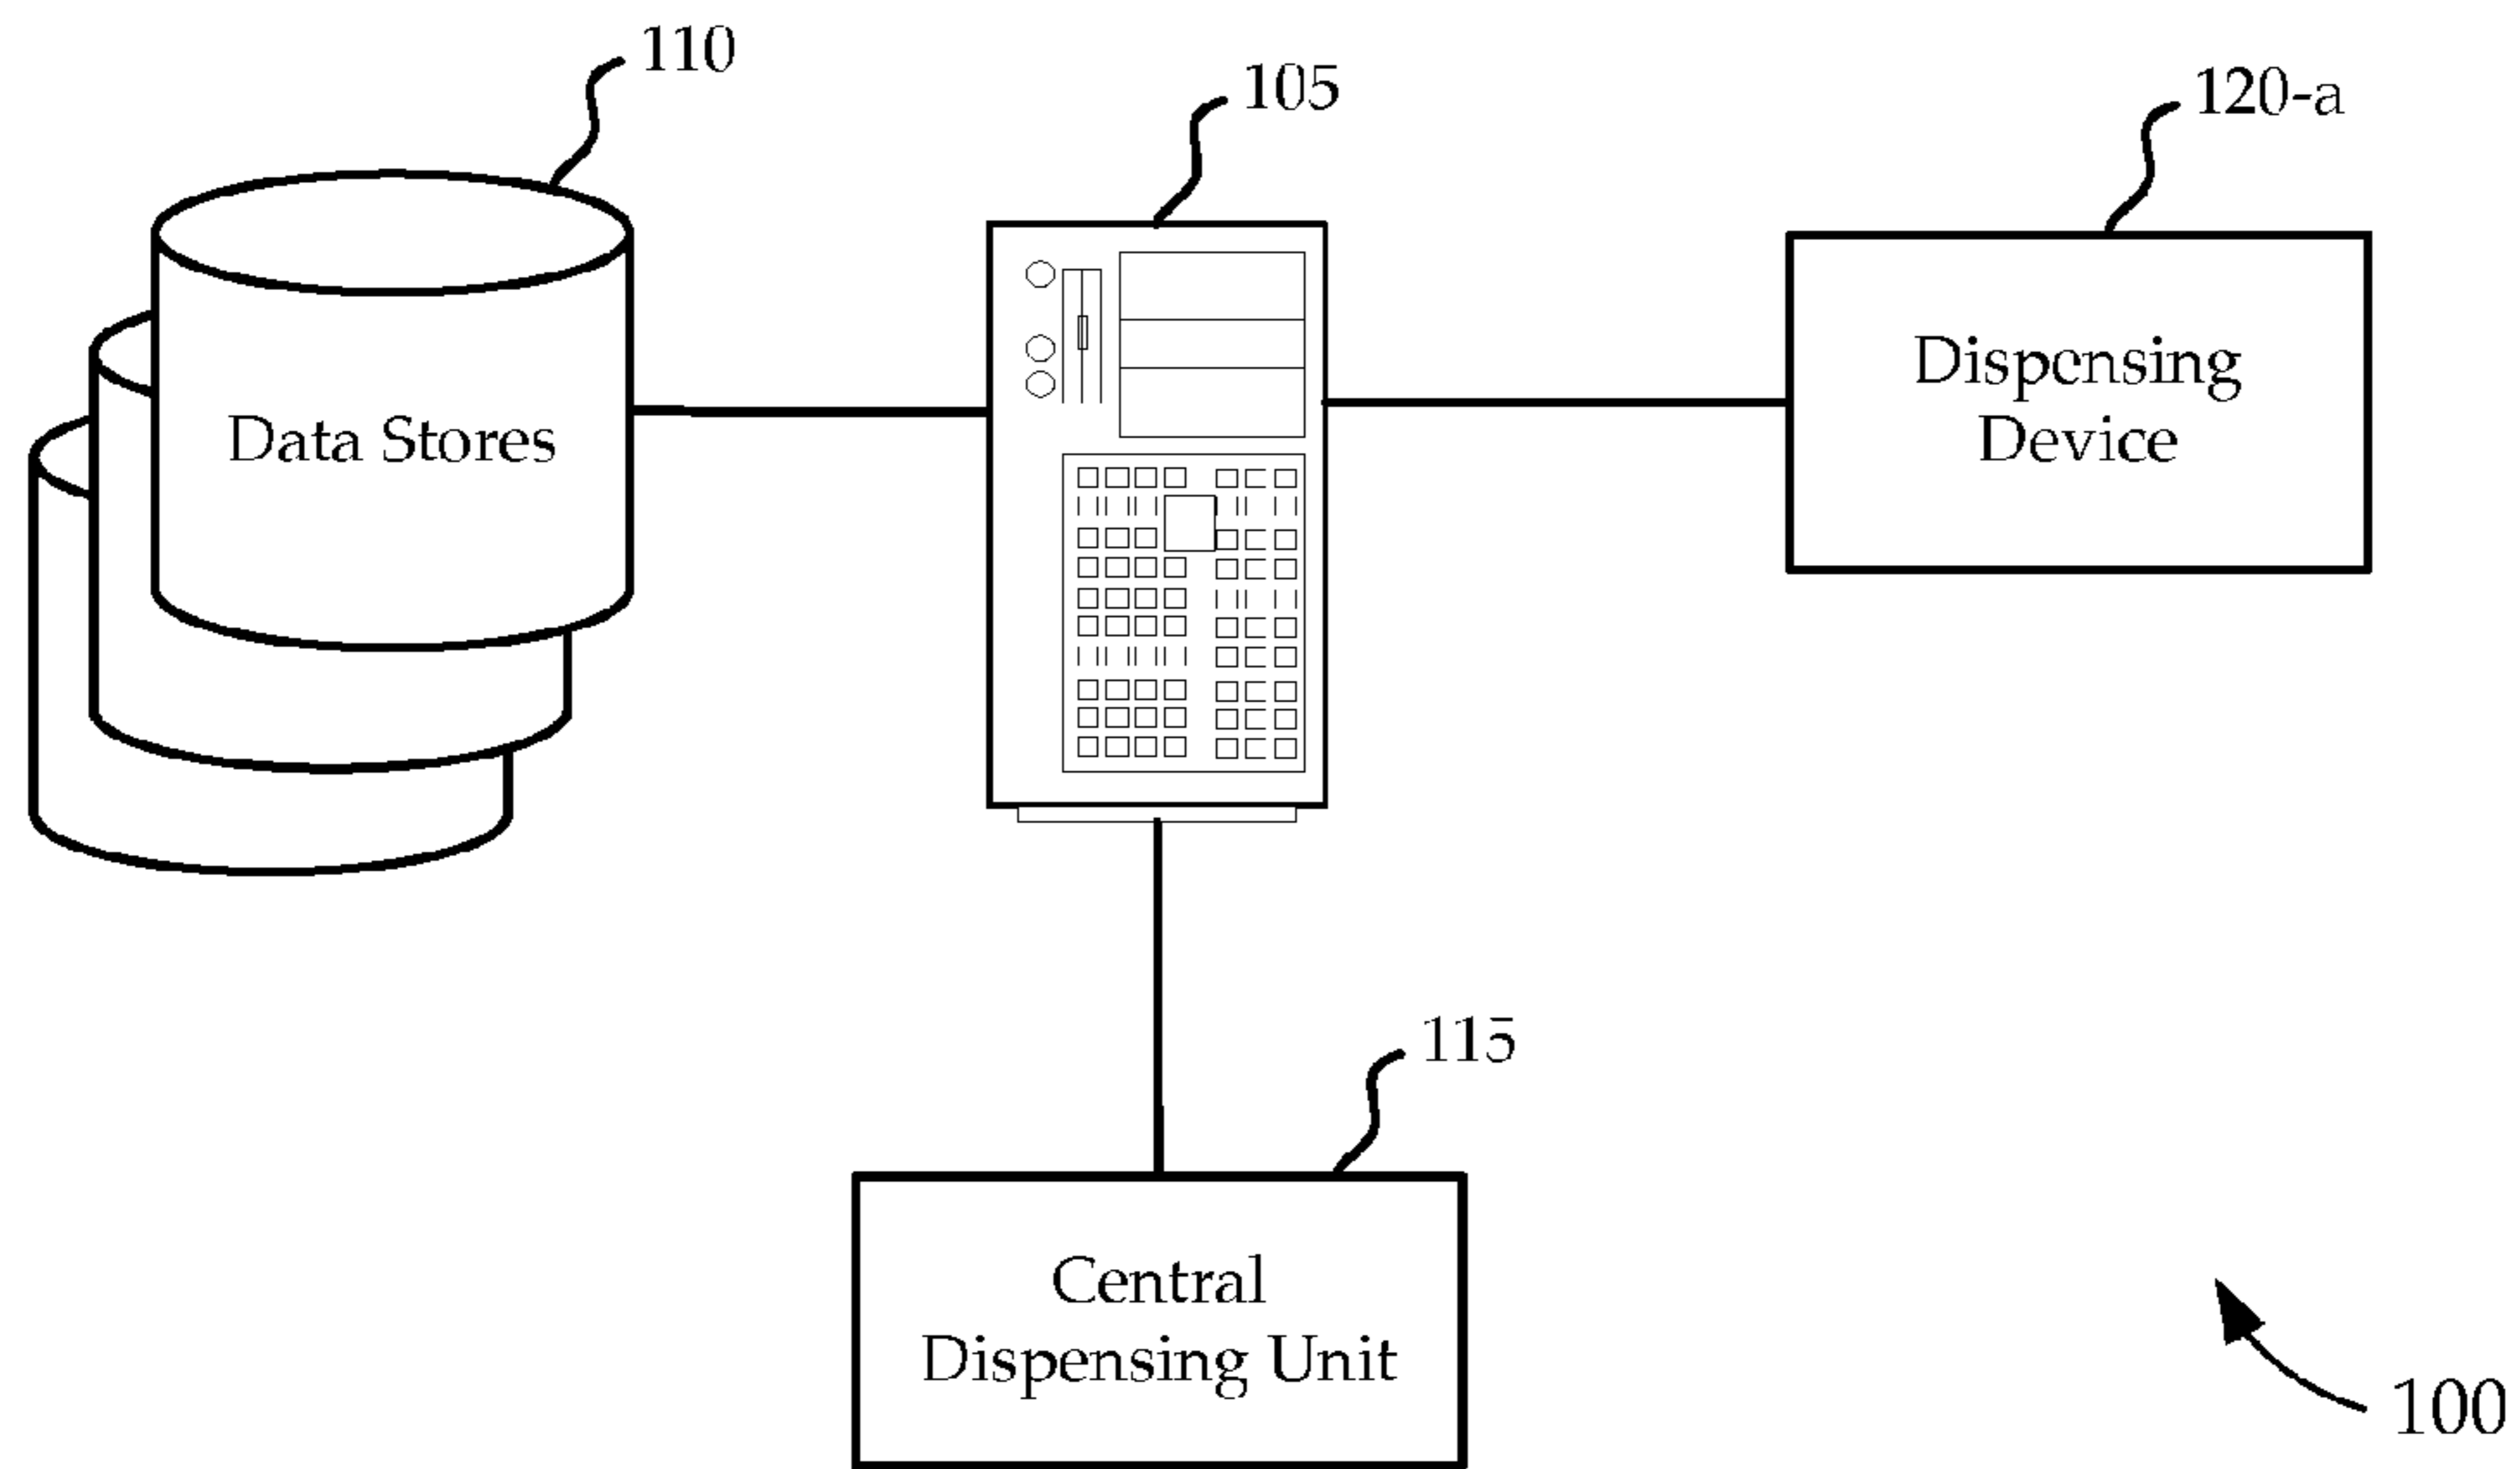 110
105
120-a
Data Stores
Dispensing
Device
115
Central
Dispensing Unit
100